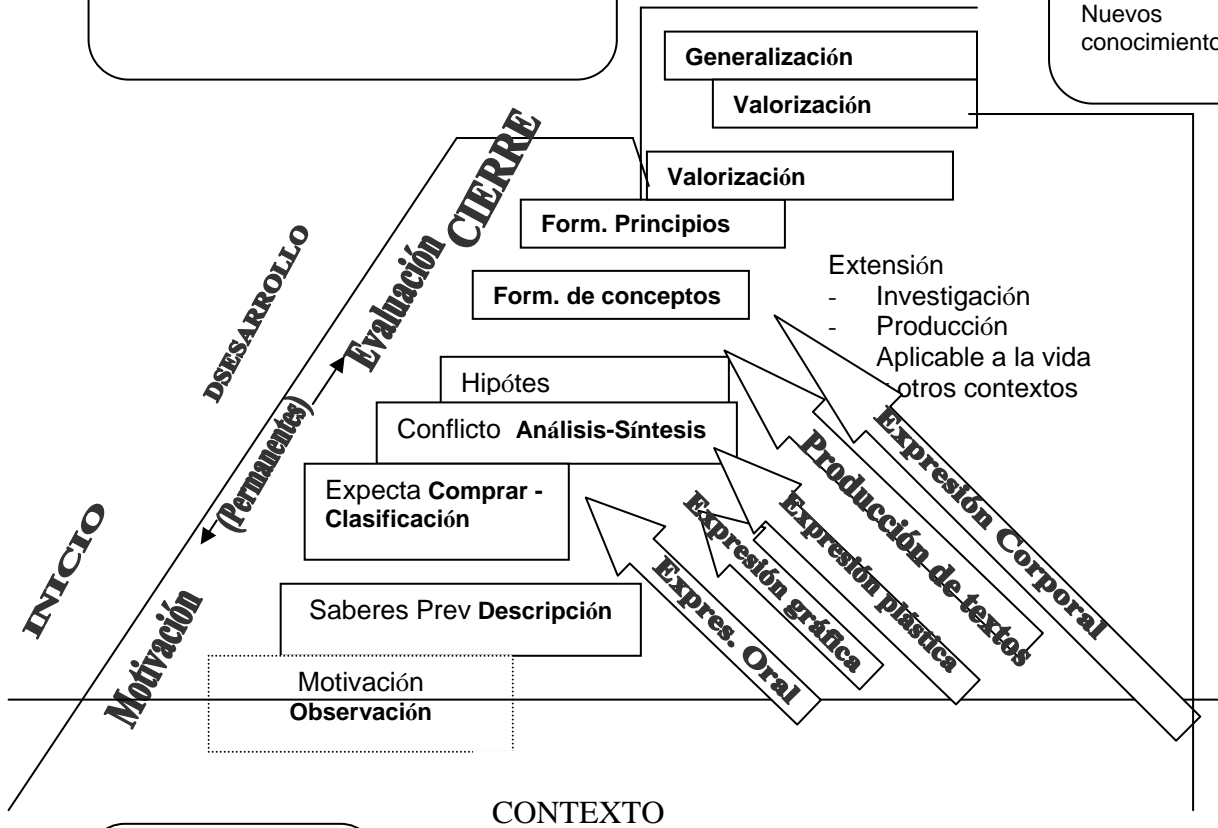 Nuevos
conocimiento
Generalización
Valorización
Valorización
Form. Principios
CIERRE
Evaluación
DSESARROLLO
Form. de conceptos
Extensión
- Investigación
- Producción
Aplicable a la vida
otros contextos
Hipótes
(Permanentes)
Conflicto Análisis-Síntesis
Expecta Comprar -
Clasificación
INICIO
Saberes Prev Descripción
Motivación
Motivación
Observación
Expres. Oral
Expresión gráfica
Expresión plástica
Producción de textos
Expresión Corporal
CONTEXTO